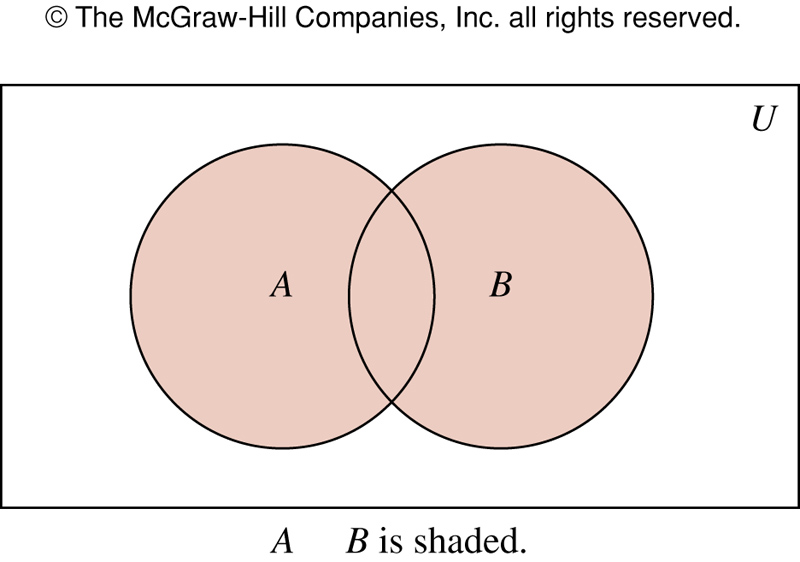 © The McGraw-Hill Companies, Inc. all rights reserved.
U
A B
A B is shaded.